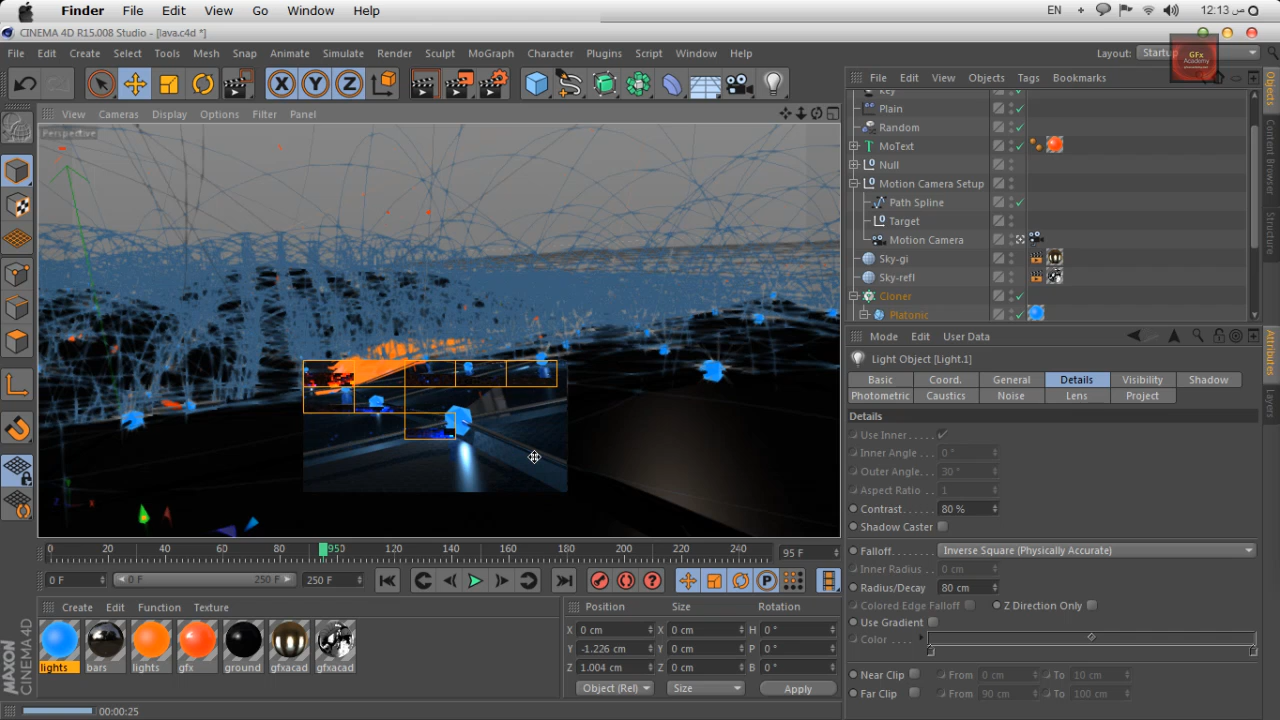 Finder File Edit View Go Window Help EN 12:13 ص
CINEMA 4D R15.008 Studio - [lava.c4d *]
File Edit Create Select Tools Mesh Snap Animate Simulate Render Sculpt MoGraph Character Plugins Script Window Help Layout: Startup
GFx
Academy
X Y Z
File Edit View Objects Tags Bookmarks
View Cameras Display Options Filter Panel
Perspective
Key
Plain
Random
MoText
Null
Motion Camera Setup
Path Spline
Target
Motion Camera
Sky-gi
Sky-refl
Cloner
Platonic
Objects
Content Browser
Structure
Mode Edit User Data
Light Object [Light.1]
Basic Coord. General Details Visibility Shadow
Photometric Caustics Noise Lens Project
Attributes
Layers
Details
Use Inner
Inner Angle 0 °
Outer Angle 30 °
Aspect Ratio 1
Contrast 80 %
Shadow Caster
Falloff Inverse Square (Physically Accurate)
Inner Radius 0 cm
Radius/Decay 80 cm
Colored Edge Falloff Z Direction Only
Use Gradient
Color
Near Clip From 0 cm To 10 cm
Far Clip From 90 cm To 100 cm
0 20 40 60 80 950 120 140 160 180 200 220 240 95 F
0 F 0 F 250 F 250 F
P
Create Edit Function Texture
lights bars lights gfx ground gfxacad gfxacad
Position Size Rotation
X 0 cm X 0 cm H 0 °
Y -1.226 cm Y 0 cm P 0 °
Z 1.004 cm Z 0 cm B 0 °
Object (Rel) Size Apply
MAXON
CINEMA 4D
00:00:25